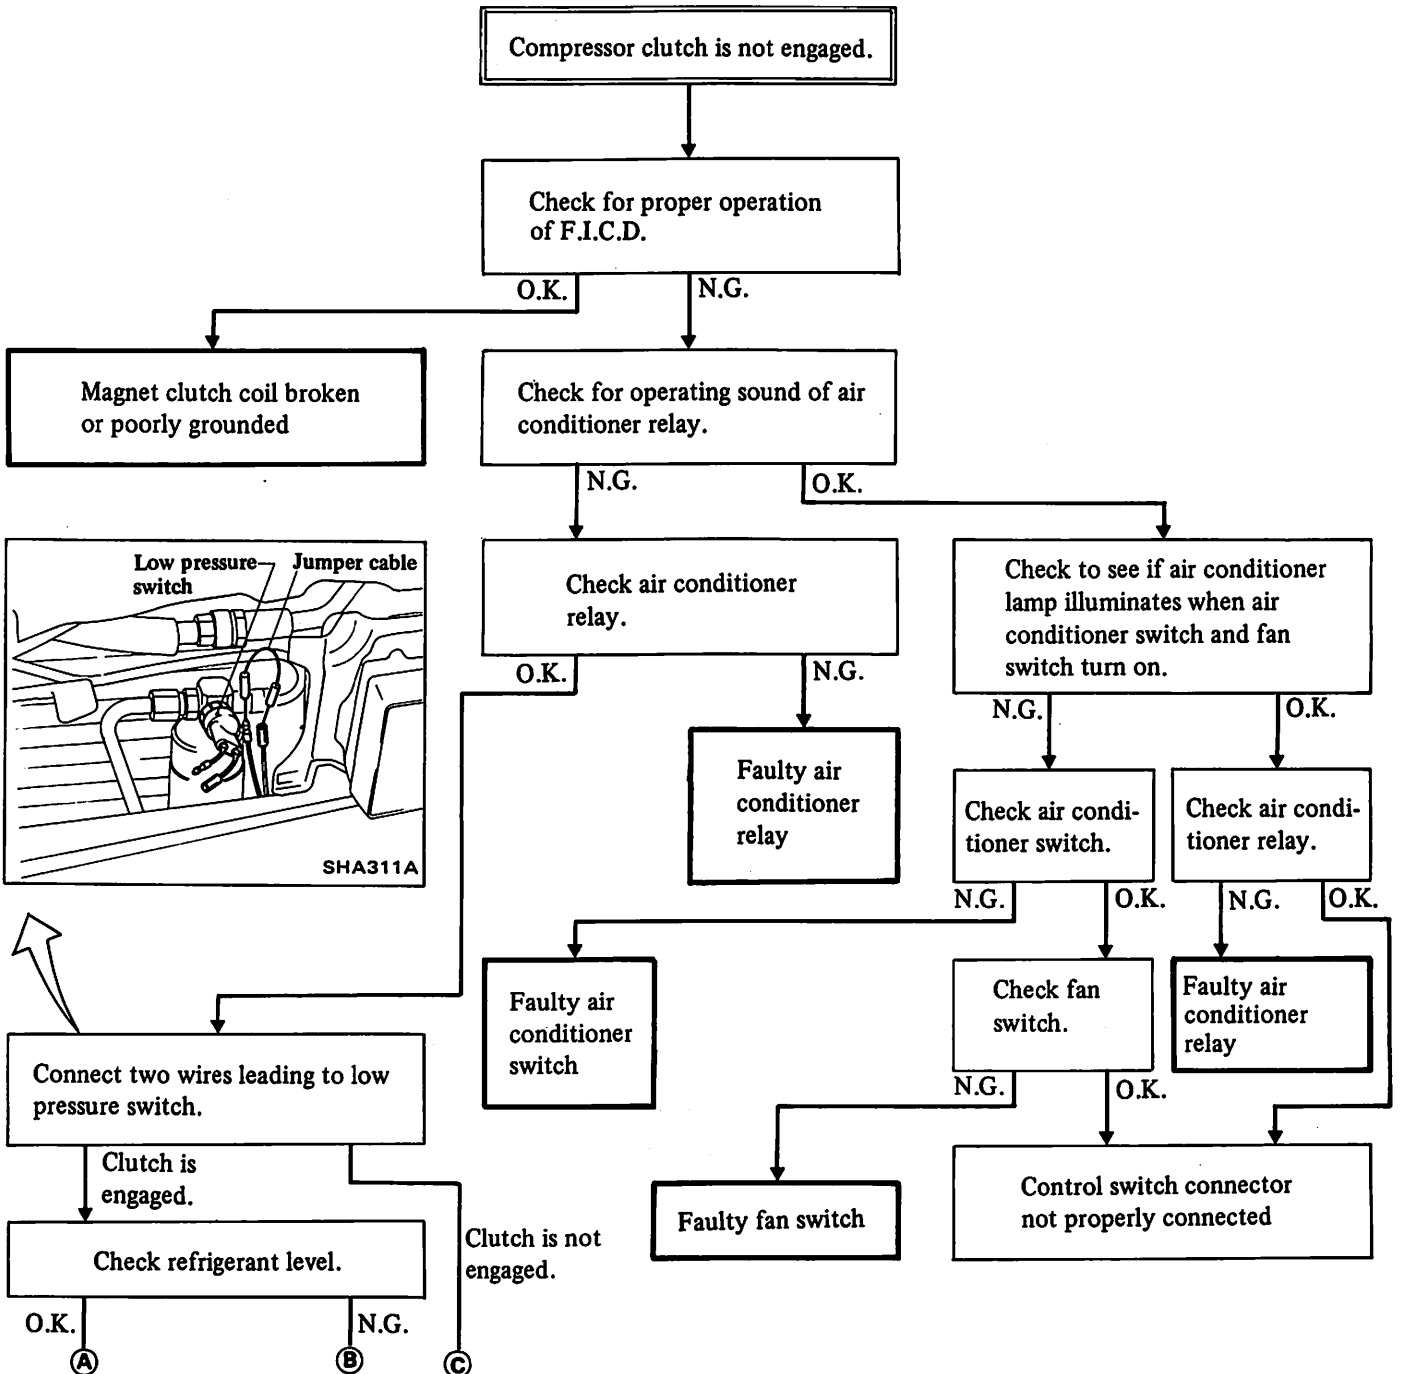 Compressor clutch is not engaged.
Check for proper operation
of F.I.C.D.
O.K.
N.G.
Magnet clutch coil broken
or poorly grounded
Check for operating sound of air
conditioner relay.
N.G.
O.K.
Low pressure
switch
Jumper cable
SHA311A
Check air conditioner
relay.
O.K.
N.G.
Check to see if air conditioner
lamp illuminates when air
conditioner switch and fan
switch turn on.
N.G.
O.K.
Faulty air
conditioner
relay
Check air condi-
tioner switch.
N.G.
O.K.
Check air condi-
tioner relay.
N.G.
O.K.
Faulty air
conditioner
switch
Check fan
switch.
N.G.
O.K.
Faulty air
conditioner
relay
Connect two wires leading to low
pressure switch.
Clutch is
engaged.
Clutch is not
engaged.
Faulty fan switch
Control switch connector
not properly connected
Check refrigerant level.
O.K.
N.G.
A
B
C